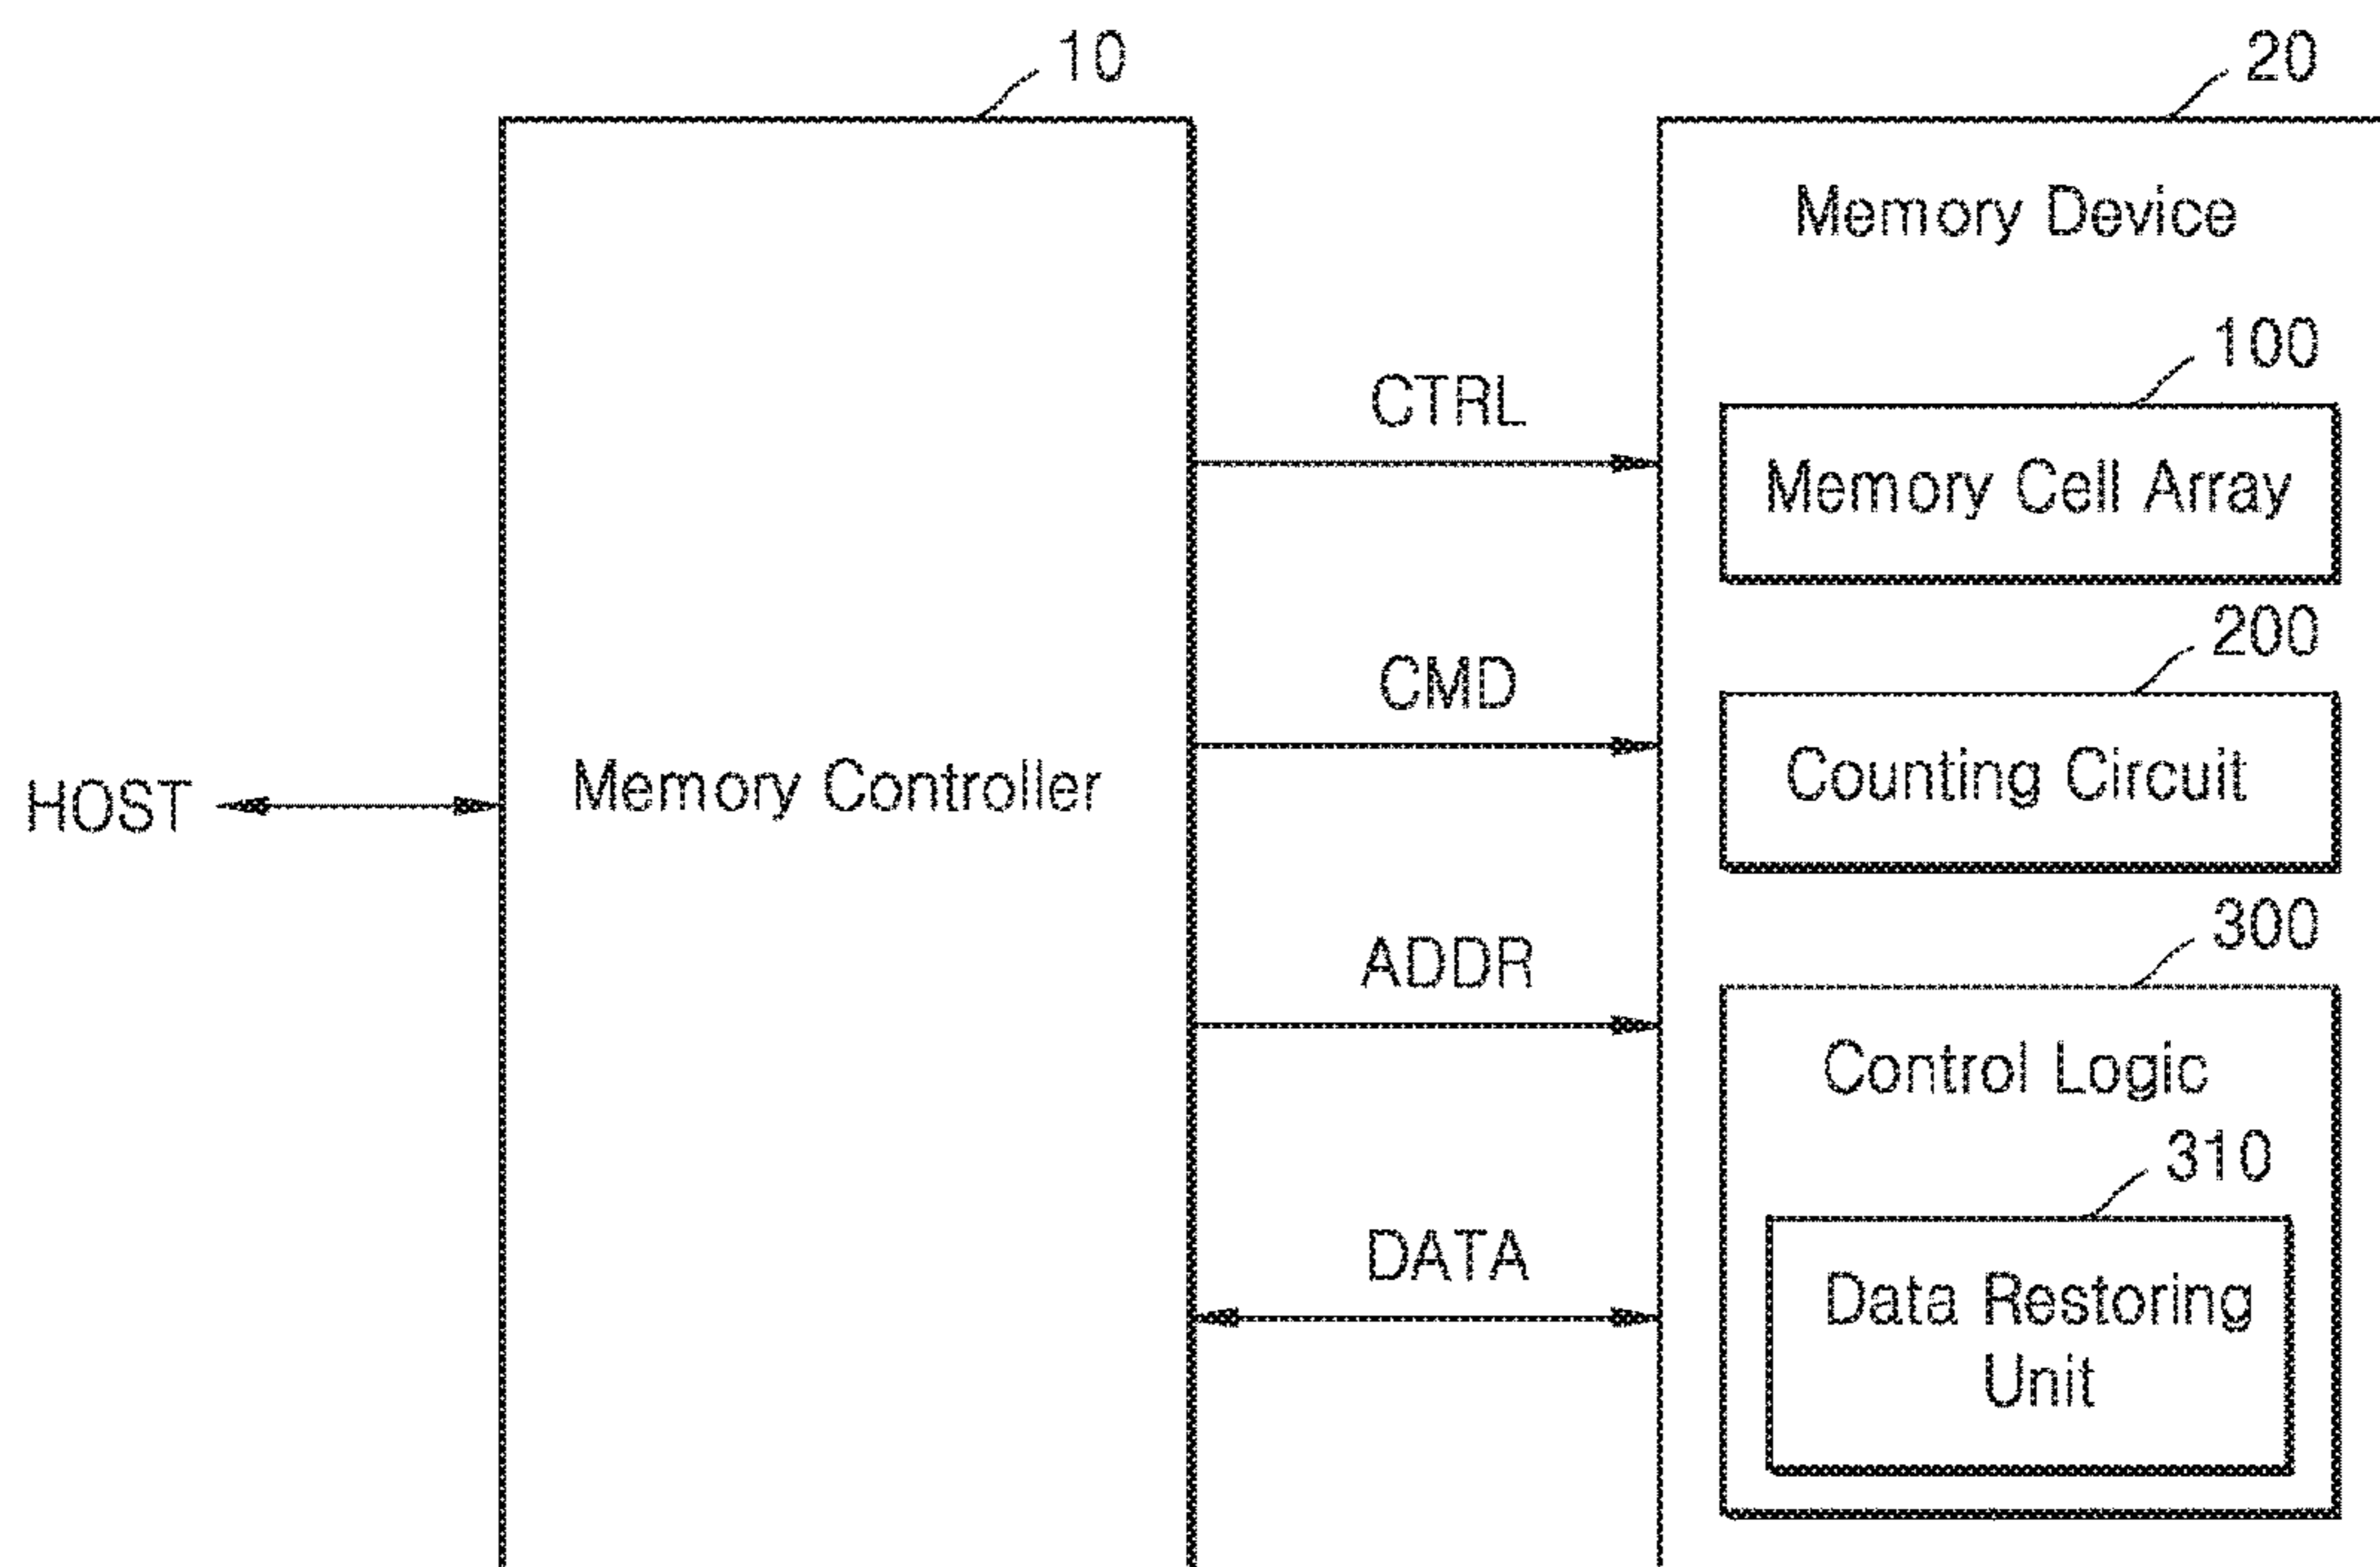 10
20
Memory Device
100
CTRL
Memory Cell Array
200
CMD
Counting Circuit
HOST
Memory Controller
300
ADDR
Control Logic
310
DATA
Data Restoring
Unit